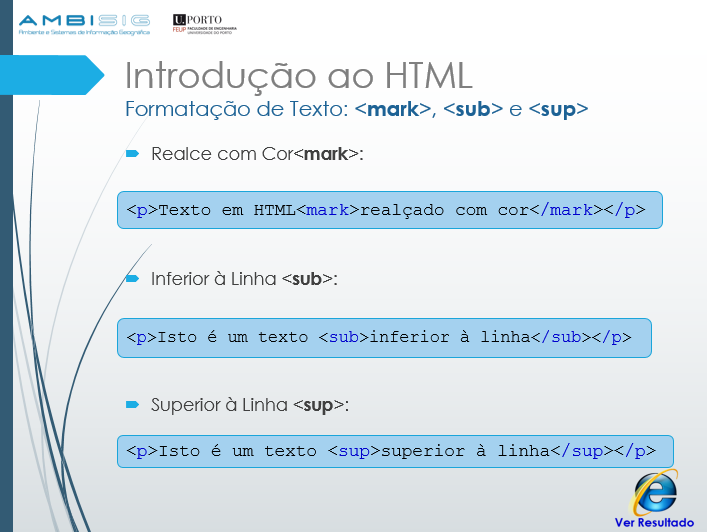 AMBISIG
Ambiente e Sistemas de Informação Geográfica
U.PORTO
FEUP FACULDADE DE ENGENHARIA
UNIVERSIDADE DO PORTO
Introdução ao HTML
Formatação de Texto: <mark>, <sub> e <sup>
Realce com Cor<mark>:
<p>Texto em HTML<mark>realçado com cor</mark></p>
Inferior à Linha <sub>:
<p>Isto é um texto <sub>inferior à linha</sub></p>
Superior à Linha <sup>:
<p>Isto é um texto <sup>superior à linha</sup></p>
Ver Resultado